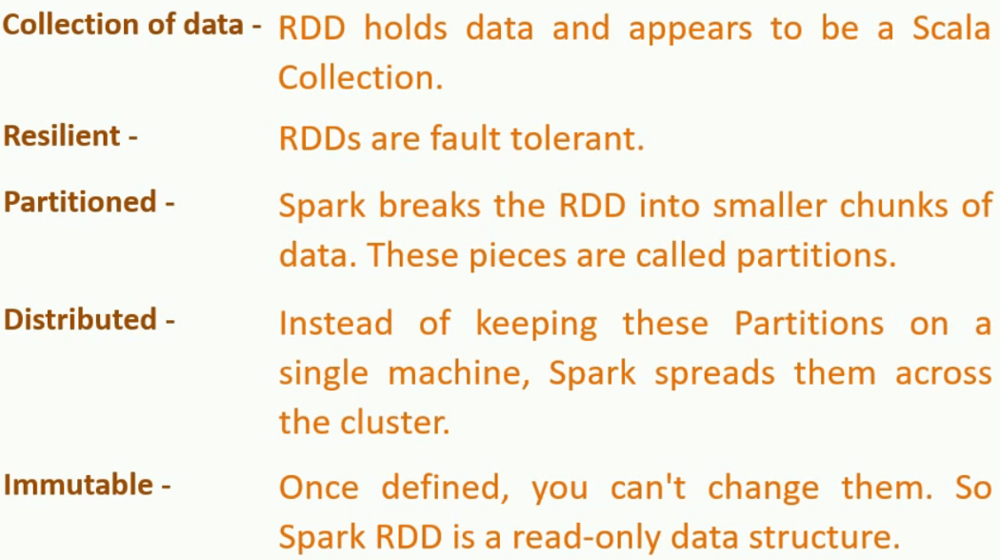 Collection of data - RDD holds data and appears to be a Scala
Collection.
Resilient - RDDs are fault tolerant.
Partitioned - Spark breaks the RDD into smaller chunks of
data. These pieces are called partitions.
Distributed - Instead of keeping these Partitions on a
single machine, Spark spreads them across
the cluster.
Immutable - Once defined, you can't change them. So
Spark RDD is a read-only data structure.